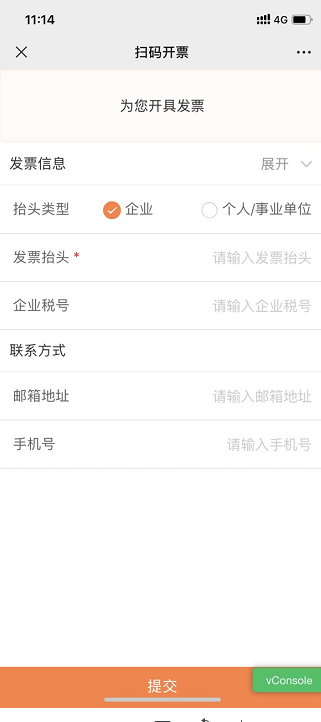 11:14 4G
扫码开票
为您开具发票
发票信息 展开
抬头类型 企业 个人/事业单位
发票抬头 * 请输入发票抬头
企业税号 请输入企业税号
联系方式
邮箱地址 请输入邮箱地址
手机号 请输入手机号
提交 vConsole